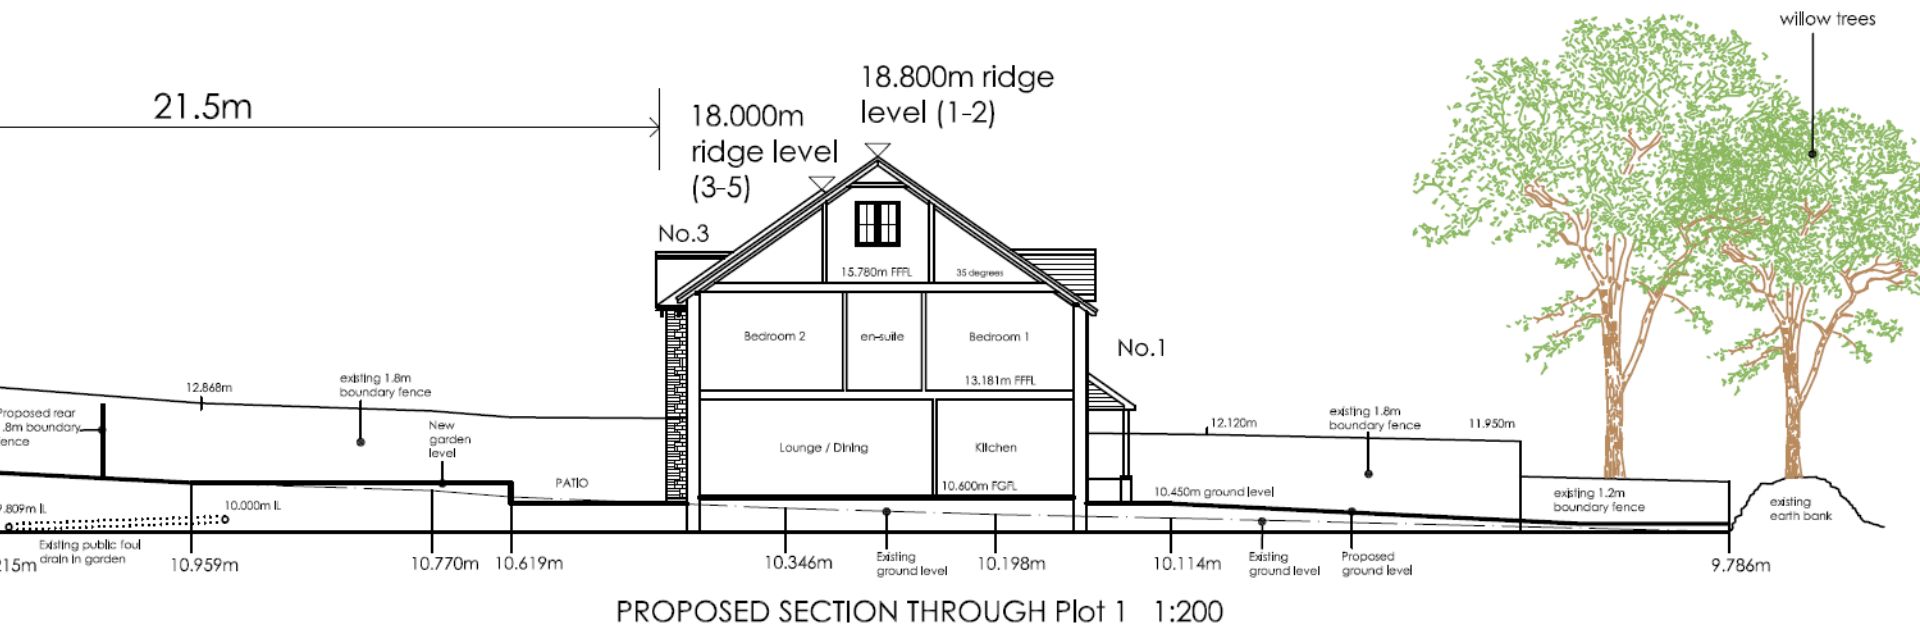 willow trees
21.5m
18.800m ridge
level (1-2)
18.000m
ridge level
(3-5)
No.3
15.780m FFFL
35 degrees
Bedroom 2
en-suite
Bedroom 1
13.181m FFFL
No.1
12.868m
existing 1.8m
boundary fence
Proposed rear
.8m boundary
ence
New
garden
level
PATIO
Lounge / Dining
Kitchen
10.600m FGFL
12.120m
existing 1.8m
boundary fence
11.950m
10.450m ground level
existing 1.2m
boundary fence
existing
earth bank
.809m IL
10.000m IL
Existing public foul
drain in garden
15m
10.959m
10.770m
10.619m
10.346m
Existing
ground level
10.198m
10.114m
Existing
ground level
Proposed
ground level
9.786m
PROPOSED SECTION THROUGH Plot 1 1:200